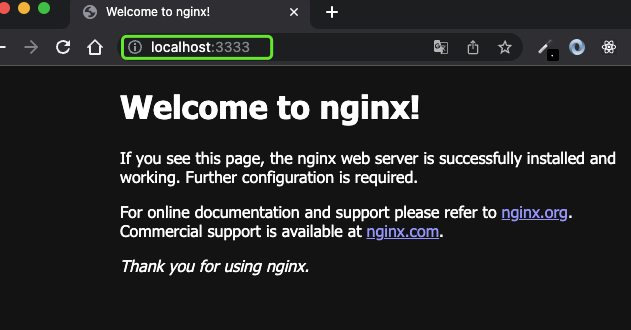 Welcome to nginx!
localhost:3333
Welcome to nginx!
If you see this page, the nginx web server is successfully installed and
working. Further configuration is required.
For online documentation and support please refer to nginx.org.
Commercial support is available at nginx.com.
Thank you for using nginx.